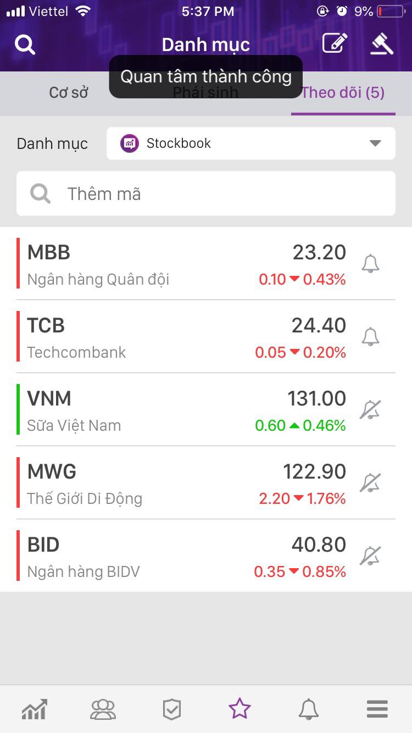 Viettel 5:37 PM 9%
Danh mục
Quan tâm thành công
Cơ sở Phái sinh Theo dõi (5)
Danh mục Stockbook
Thêm mã
MBB 23.20
Ngân hàng Quân đội 0.10 0.43%
TCB 24.40
Techcombank 0.05 0.20%
VNM 131.00
Sữa Việt Nam 0.60 0.46%
MWG 122.90
Thế Giới Di Động 2.20 1.76%
BID 40.80
Ngân hàng BIDV 0.35 0.85%